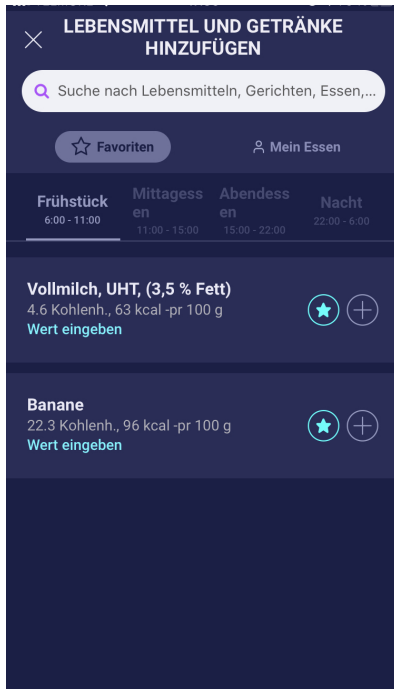 LEBENSMITTEL UND GETRÄNKE
HINZUFÜGEN
Suche nach Lebensmitteln, Gerichten, Essen,...
Favoriten
Mein Essen
Frühstück
6:00 - 11:00
Mittagess
en
11:00 - 15:00
Abendess
en
15:00 - 22:00
Nacht
22:00 - 6:00
Vollmilch, UHT, (3,5 % Fett)
4.6 Kohlenh., 63 kcal -pr 100 g
Wert eingeben
Banane
22.3 Kohlenh., 96 kcal -pr 100 g
Wert eingeben